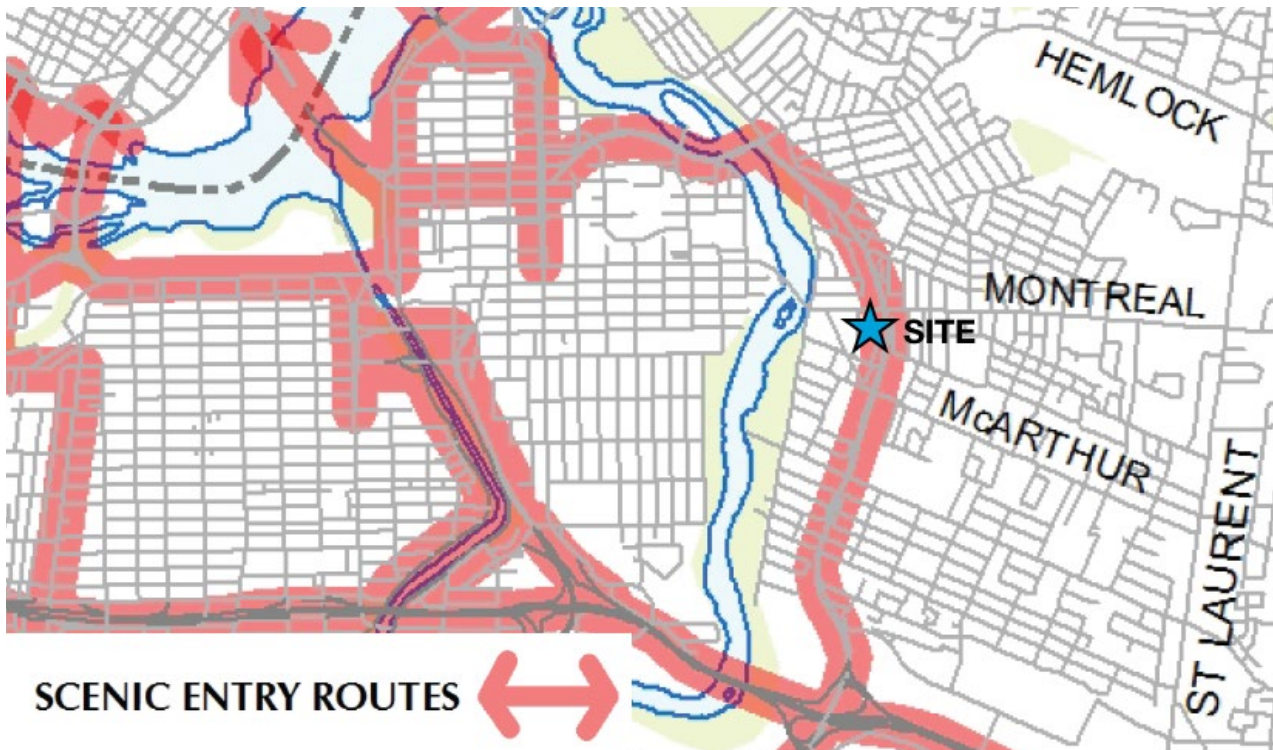 HEMLOCK
MONTREAL
SITE
McARTHUR
ST LAURENT
SCENIC ENTRY ROUTES